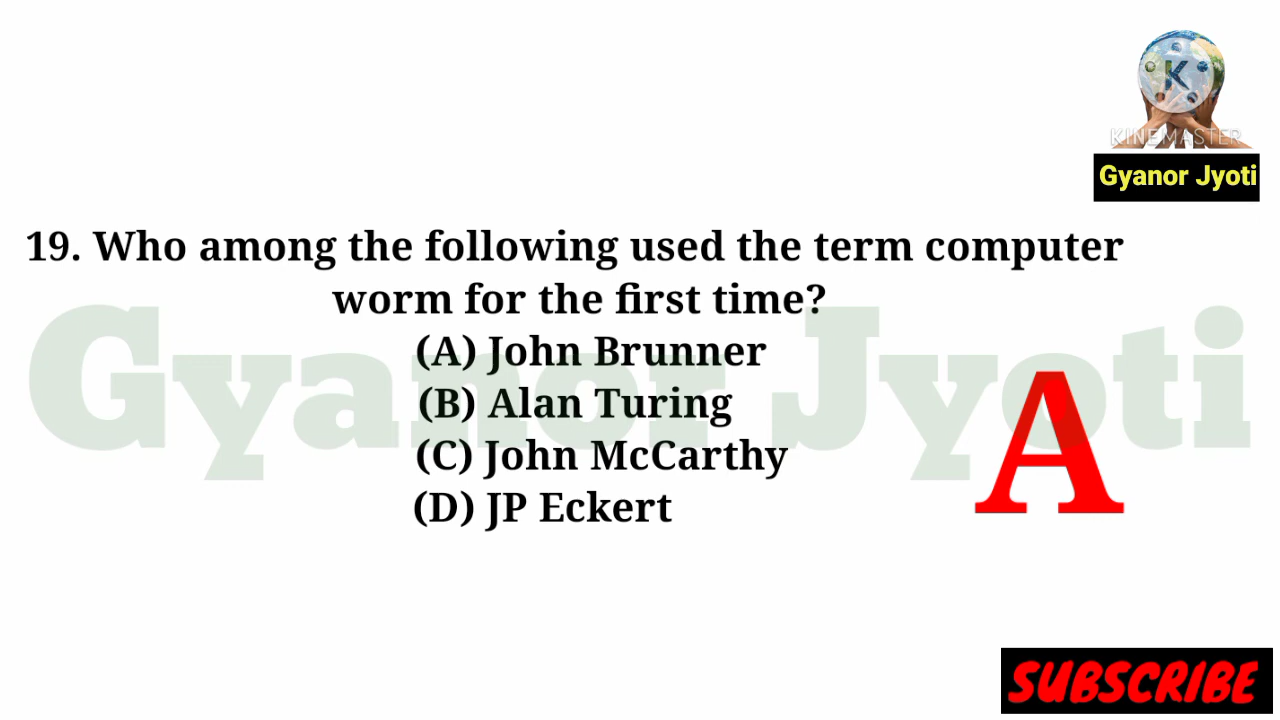 K
KINEMASTER
Gyanor Jyoti
19. Who among the following used the term computer
worm for the first time?
(A) John Brunner
(B) Alan Turing
(C) John McCarthy
(D) JP Eckert
Gyanor Jyoti
A
SUBSCRIBE